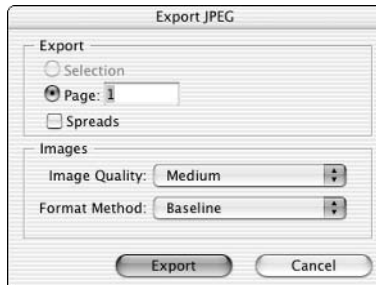 Export JPEG
Export
Selection
Page: 1
Spreads
Images
Image Quality: Medium
Format Method: Baseline
Export Cancel